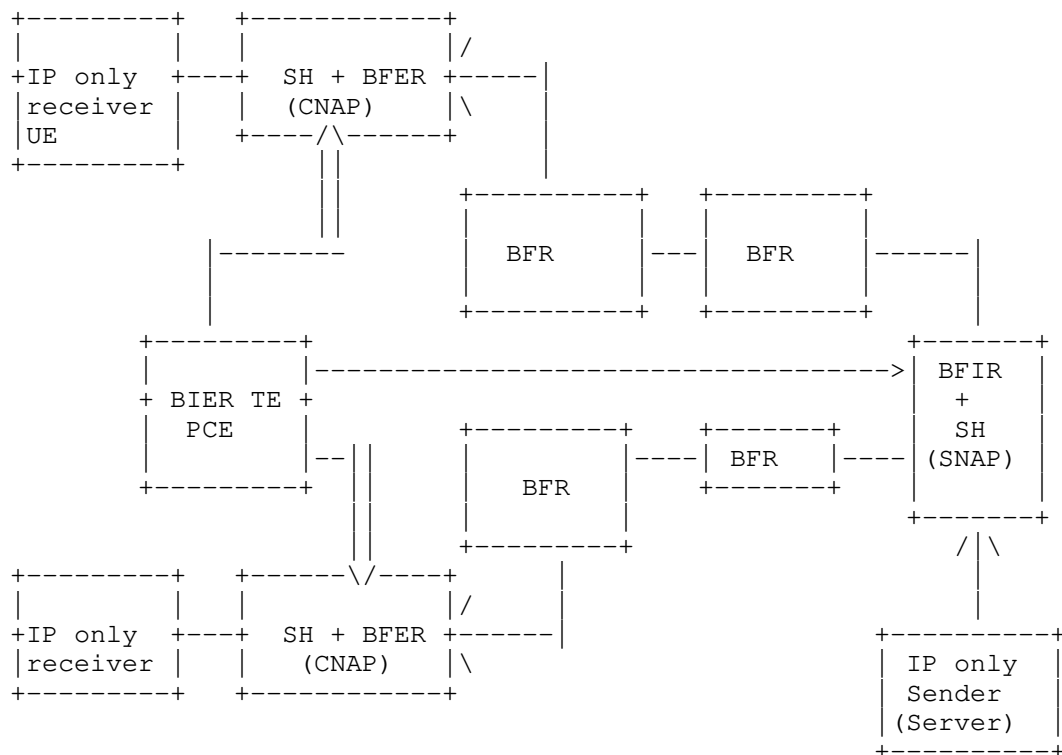 IP only
receiver
UE
SH + BFER
(CNAP)
BFR
BFR
BIER TE
PCE
BFIR
+
SH
(SNAP)
BFR
BFR
IP only
receiver
SH + BFER
(CNAP)
IP only
Sender
(Server)